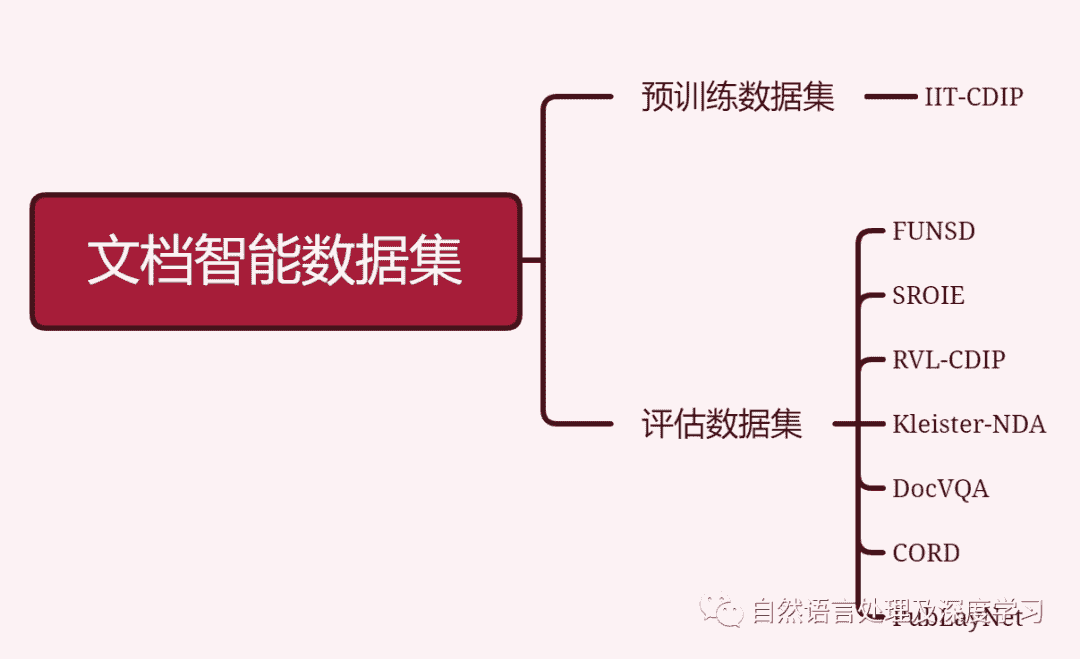 文档智能数据集
预训练数据集
IIT-CDIP
评估数据集
FUNSD
SROIE
RVL-CDIP
Kleister-NDA
DocVQA
CORD
PubLayNet
自然语言处理及深度学习